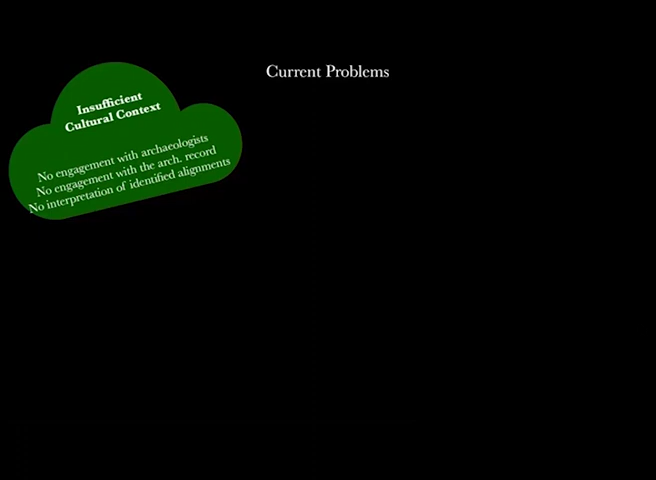 Current Problems
Insufficient
Cultural Context
No engagement with archaeologists
No engagement with the arch. record
No interpretation of identified alignments